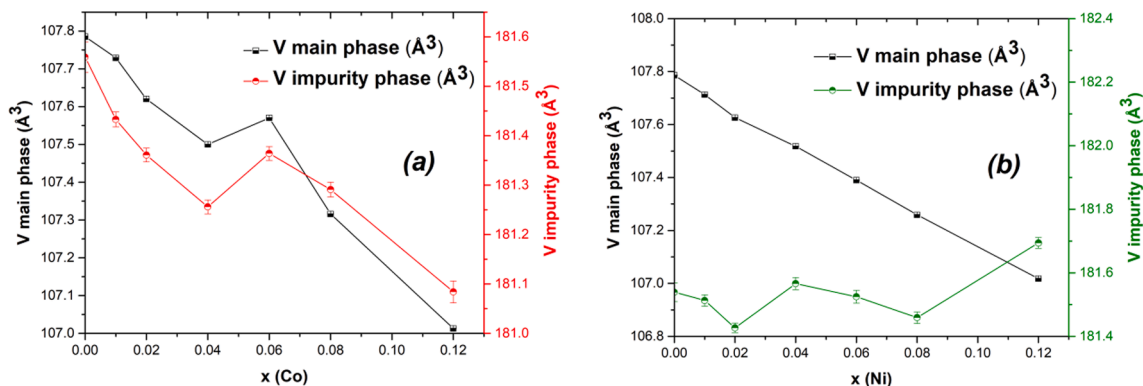 107.8
107.7
107.6
107.5
107.4
107.3
107.2
107.1
107.0
V main phase (Å³)
V main phase (Å³)
V impurity phase (Å³)
(a)
181.6
181.5
181.4
181.3
181.2
181.1
181.0
V impurity phase (Å³)
0.00 0.02 0.04 0.06 0.08 0.10 0.12
x (Co)
108.0
107.8
107.6
107.4
107.2
107.0
106.8
V main phase (Å³)
V main phase (Å³)
V impurity phase (Å³)
(b)
182.4
182.2
182.0
181.8
181.6
181.4
V impurity phase (Å³)
0.00 0.02 0.04 0.06 0.08 0.10 0.12
x (Ni)